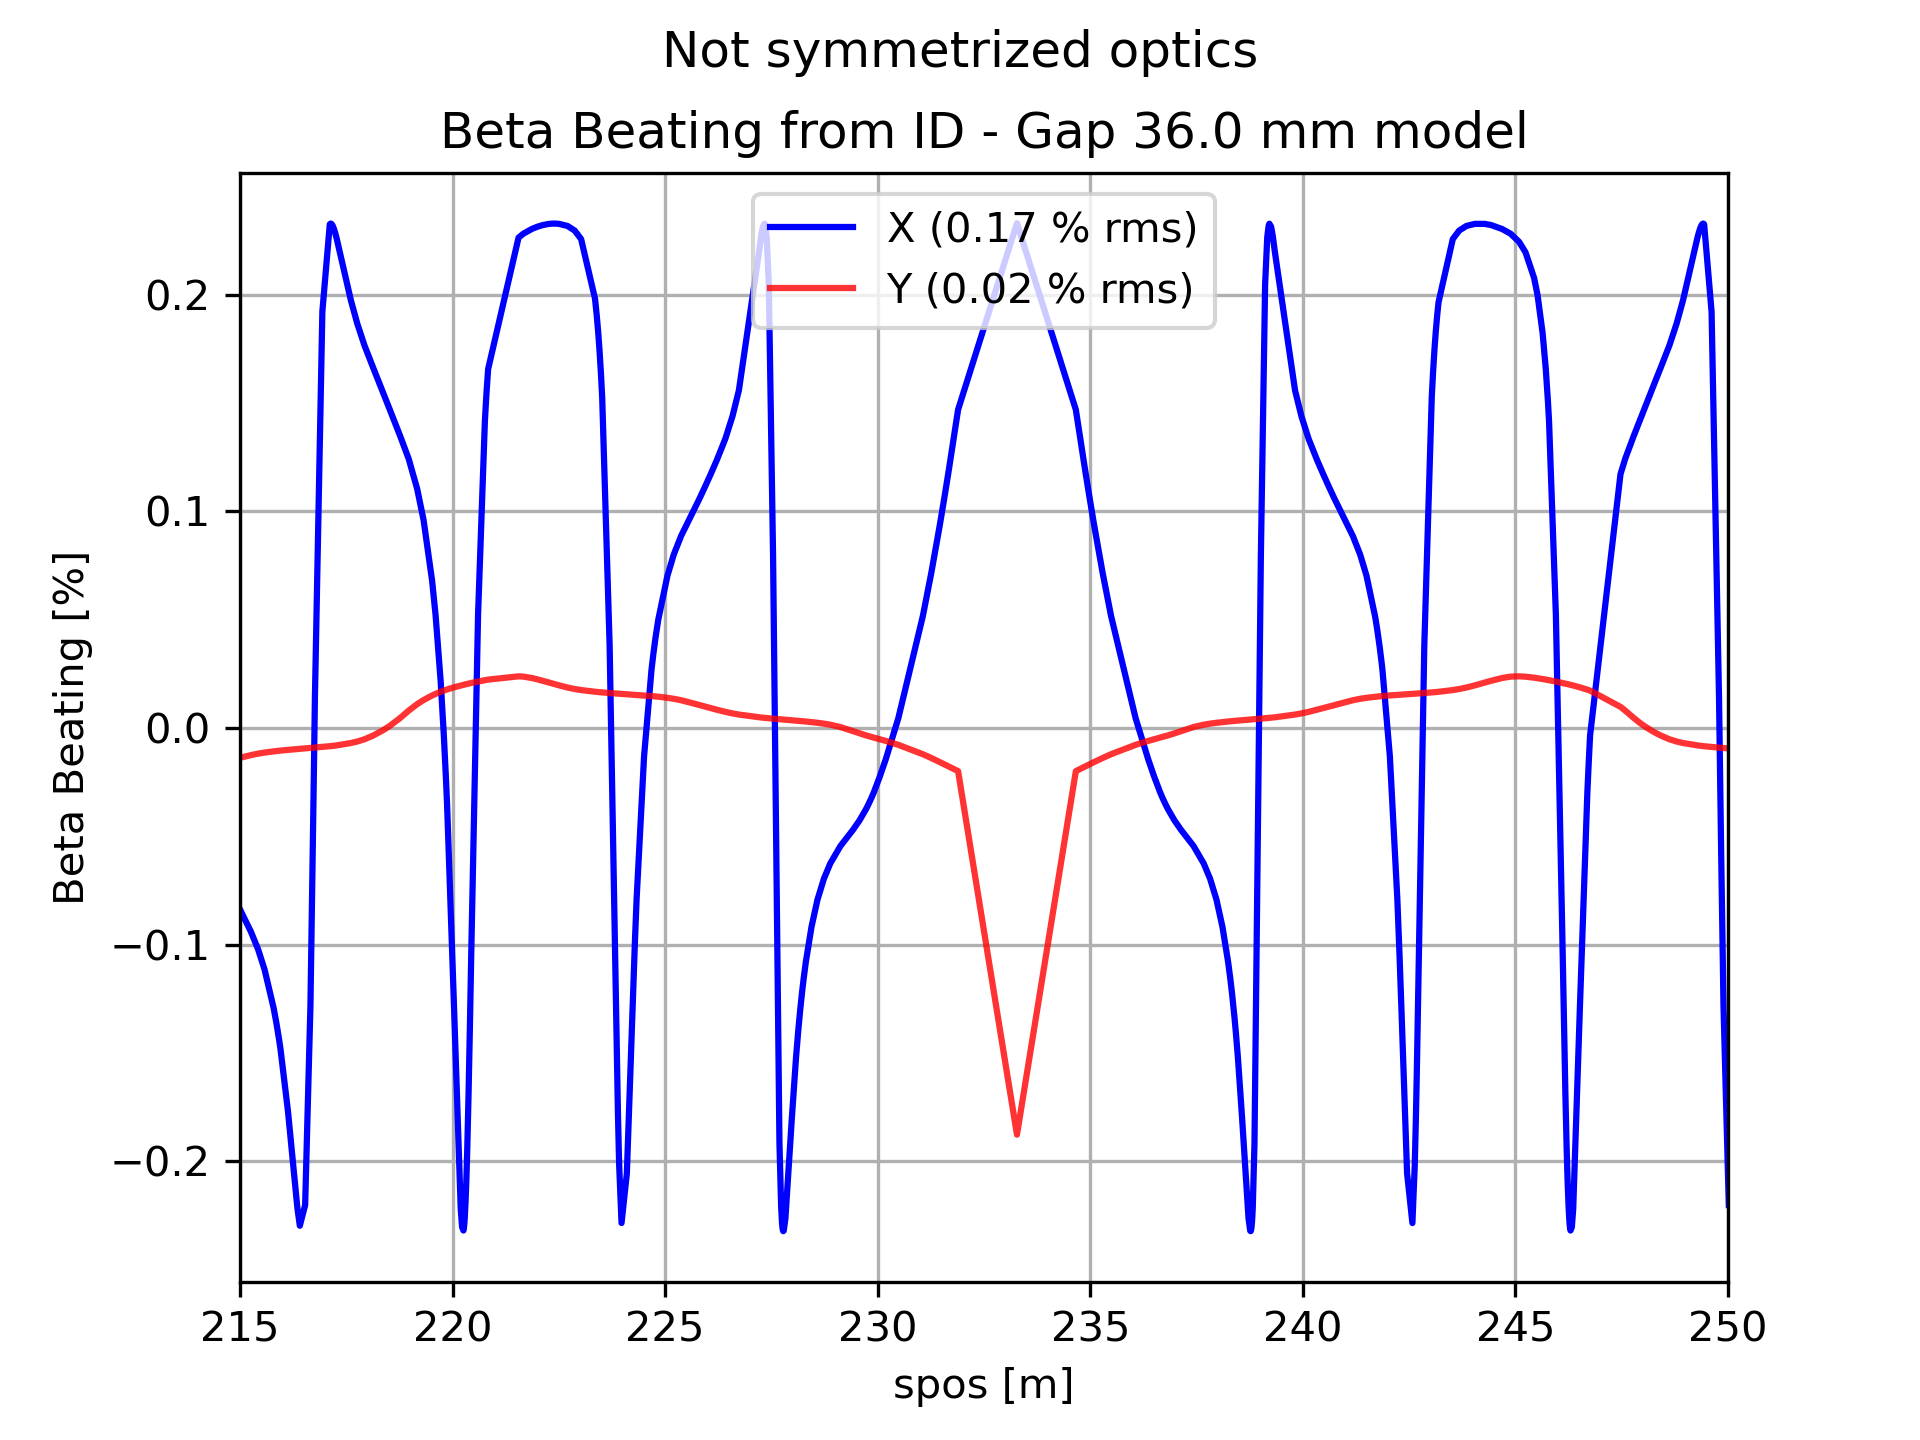 Not symmetrized optics
Beta Beating from ID - Gap 36.0 mm model
X (0.17 % rms)
Y (0.02 % rms)
Beta Beating [%]
0.2
0.1
0.0
−0.1
−0.2
215 220 225 230 235 240 245 250
spos [m]